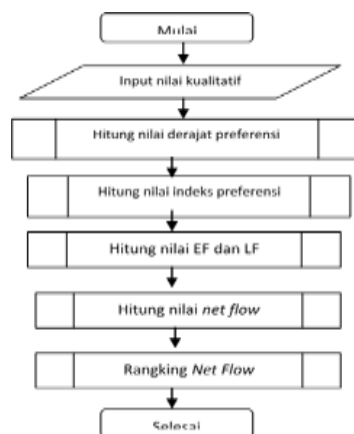 Mulai
Input nilai kualitatif
Hitung nilai derajat preferensi
Hitung nilai indeks preferensi
Hitung nilai EF dan LF
Hitung nilai net flow
Rangking Net Flow
Selesai